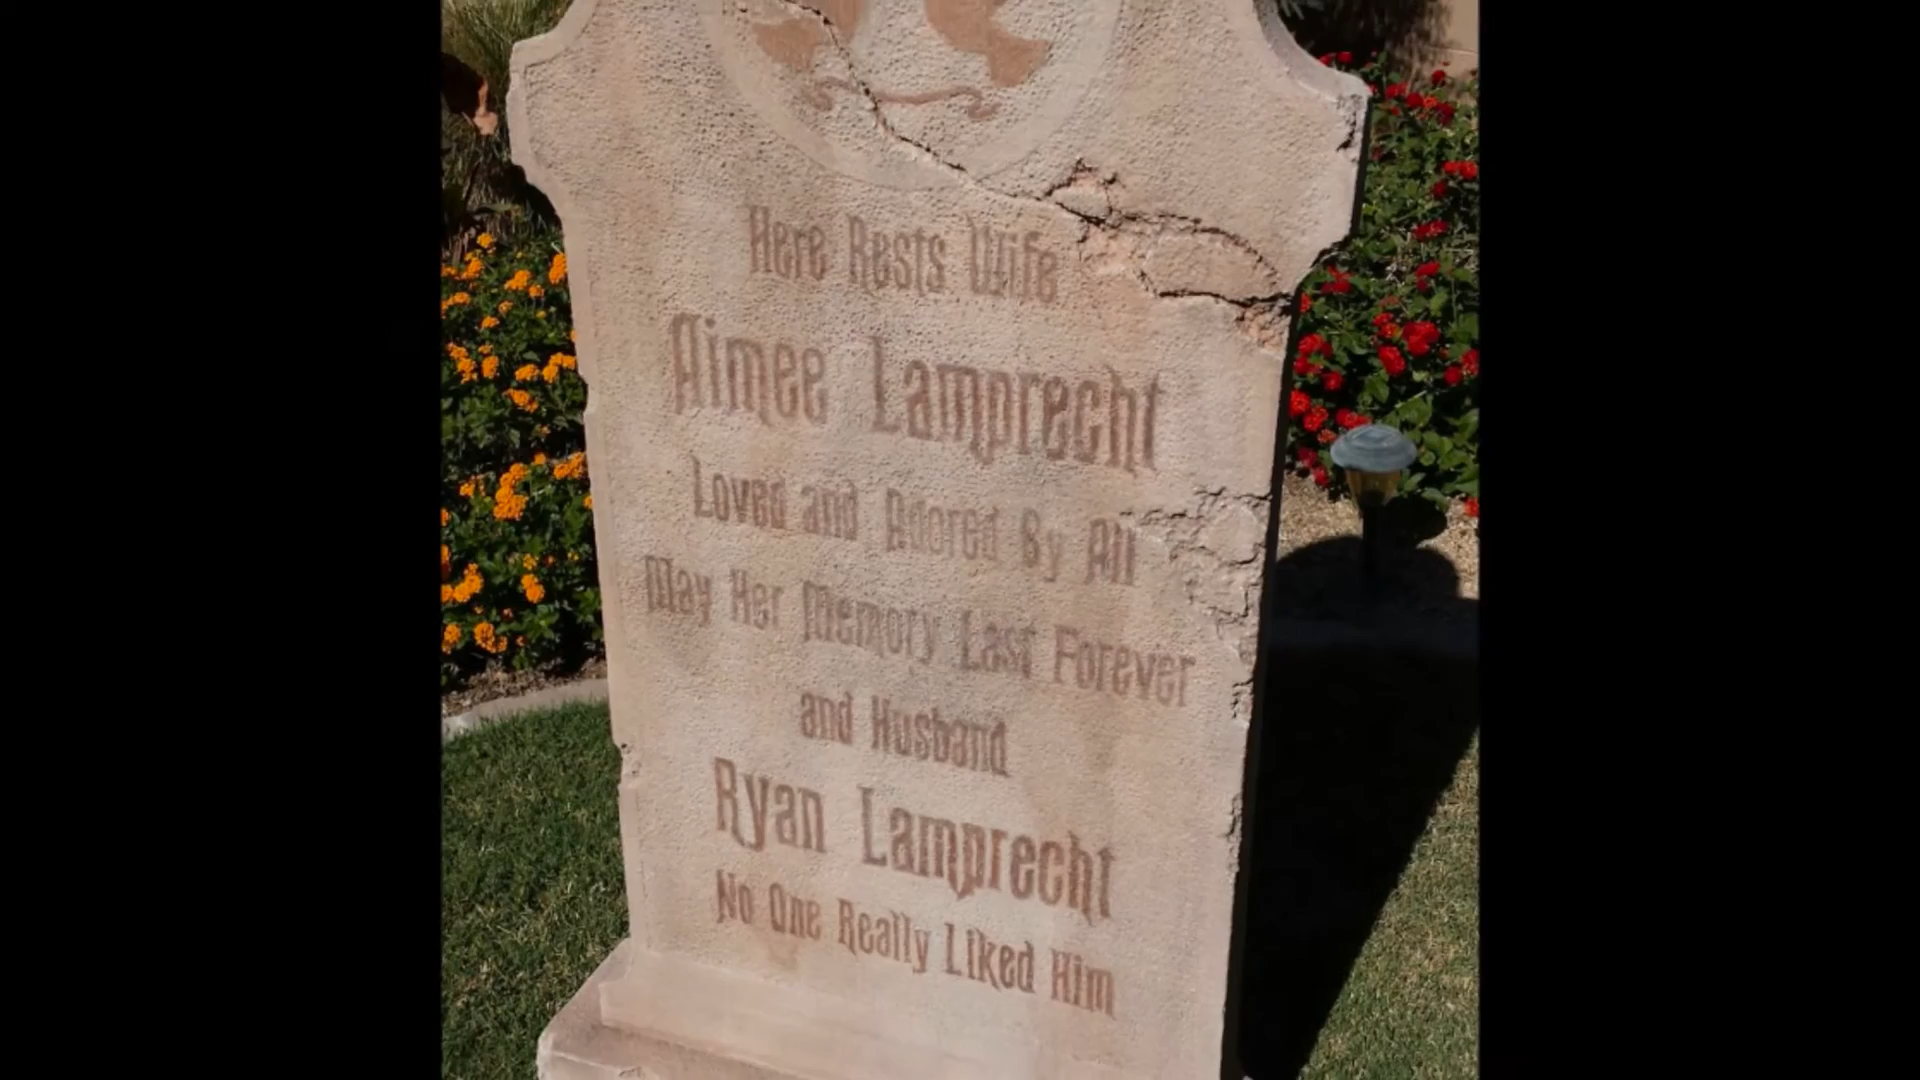 Here Rests Wife
Aimee Lamprecht
Loved and Adored By All
May Her Memory Last Forever
and Husband
Ryan Lamprecht
No One Really Liked Him